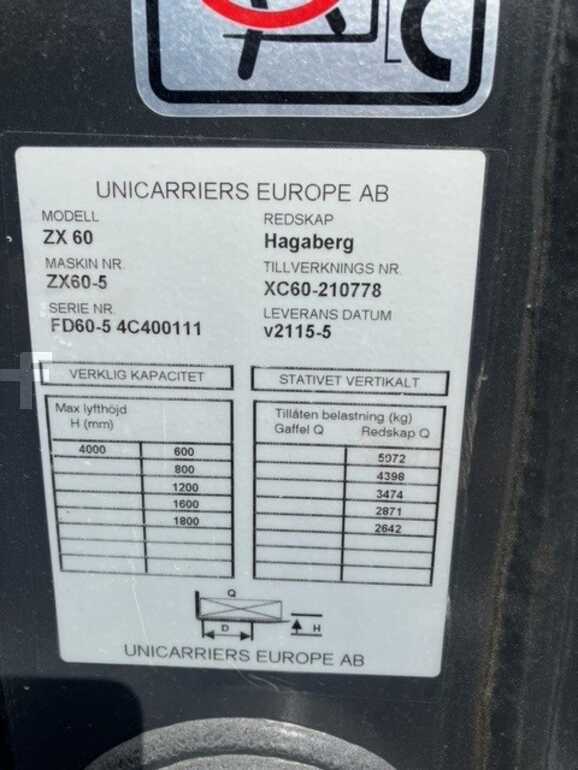 UNICARRIERS EUROPE AB
MODELL
ZX 60
MASKIN NR.
ZX60-5
SERIE NR.
FD60-5 4C400111
REDSKAP
Hagaberg
TILLVERKNINGS NR.
XC60-210778
LEVERANS DATUM
v2115-5
VERKLIG KAPACITET
STATIVET VERTIKALT
Max lyfthöjd
H (mm)
Tillåten belastning (kg)
Gaffel Q Redskap Q
4000 600 5072
800 4398
1200 3474
1600 2871
1800 2642
Q
D H
UNICARRIERS EUROPE AB